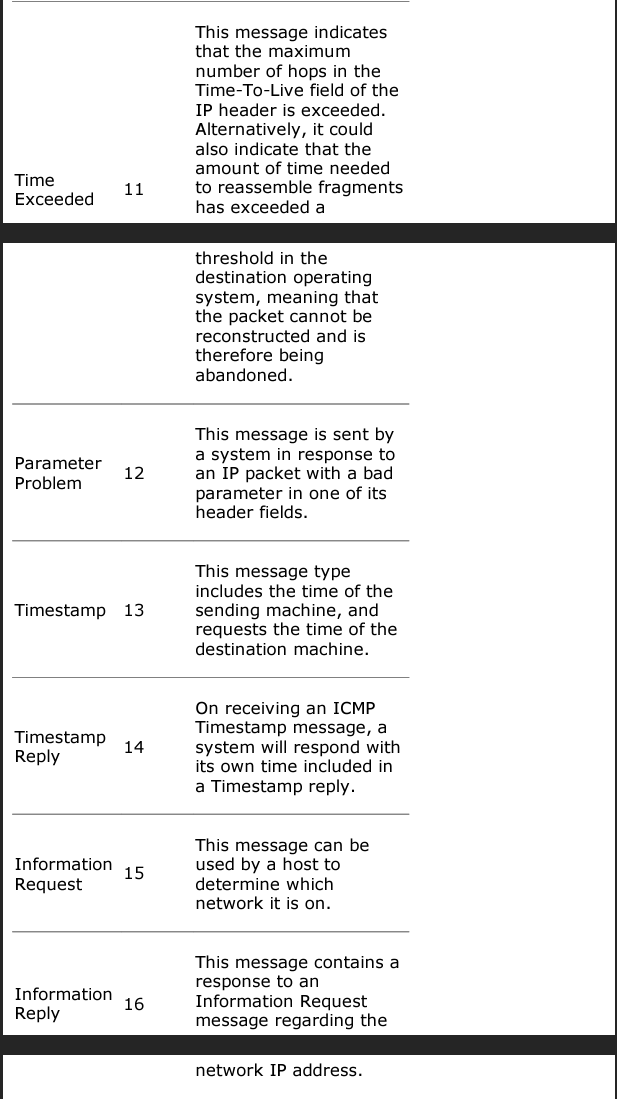 This message indicates
that the maximum
number of hops in the
Time-To-Live field of the
IP header is exceeded.
Alternatively, it could
also indicate that the
amount of time needed
Time
Exceeded
11
to reassemble fragments
has exceeded a
threshold in the
destination operating
system, meaning that
the packet cannot be
reconstructed and is
therefore being
abandoned.
Parameter
Problem
12
This message is sent by
a system in response to
an IP packet with a bad
parameter in one of its
header fields.
Timestamp
13
This message type
includes the time of the
sending machine, and
requests the time of the
destination machine.
Timestamp
Reply
14
On receiving an ICMP
Timestamp message, a
system will respond with
its own time included in
a Timestamp reply.
Information
Request
15
This message can be
used by a host to
determine which
network it is on.
Information
Reply
16
This message contains a
response to an
Information Request
message regarding the
network IP address.